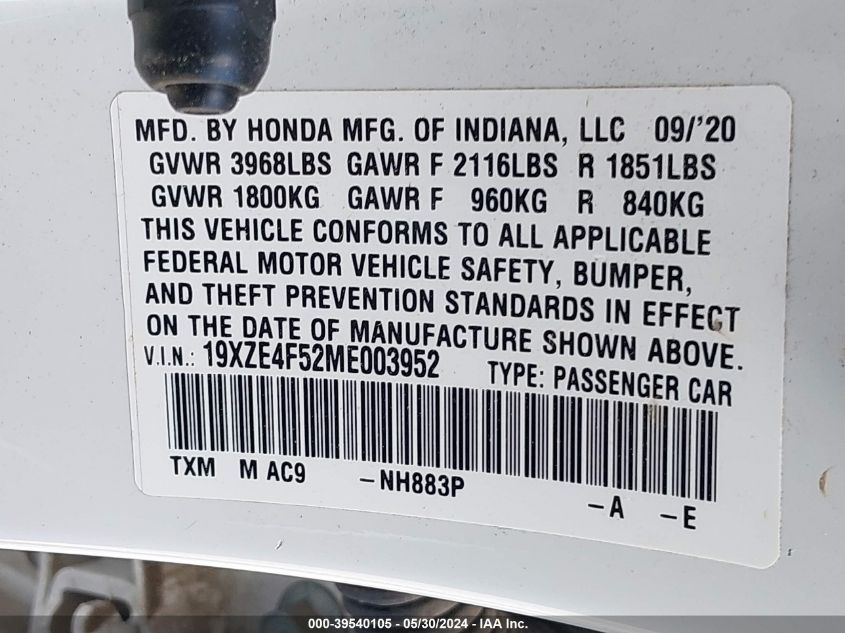 MFD. BY HONDA MFG. OF INDIANA, LLC 09/'20
GVWR 3968LBS GAWR F 2116LBS R 1851LBS
GVWR 1800KG GAWR F 960KG R 840KG
THIS VEHICLE CONFORMS TO ALL APPLICABLE
FEDERAL MOTOR VEHICLE SAFETY, BUMPER,
AND THEFT PREVENTION STANDARDS IN EFFECT
ON THE DATE OF MANUFACTURE SHOWN ABOVE.
V.I.N.: 19XZE4F52ME003952 TYPE: PASSENGER CAR
TXM M AC9 -NH883P -A -E
000-39540105 - 05/30/2024 - IAA Inc.